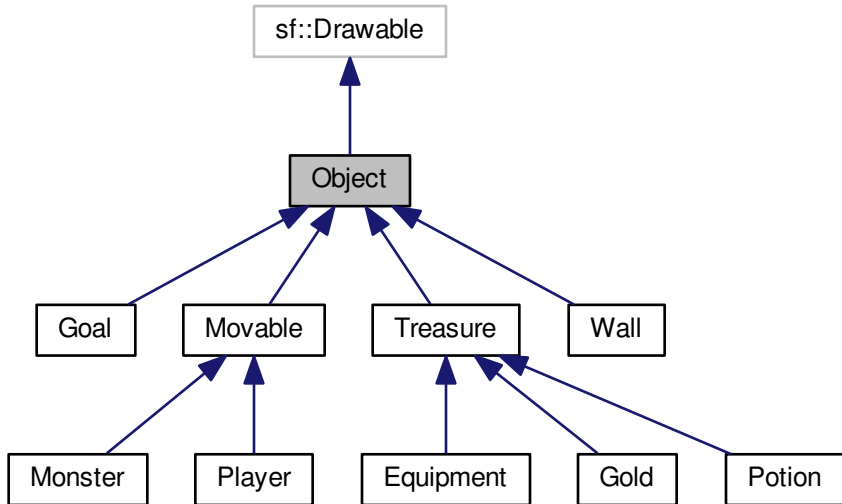 sf::Drawable
Object
Goal
Movable
Treasure
Wall
Monster
Player
Equipment
Gold
Potion